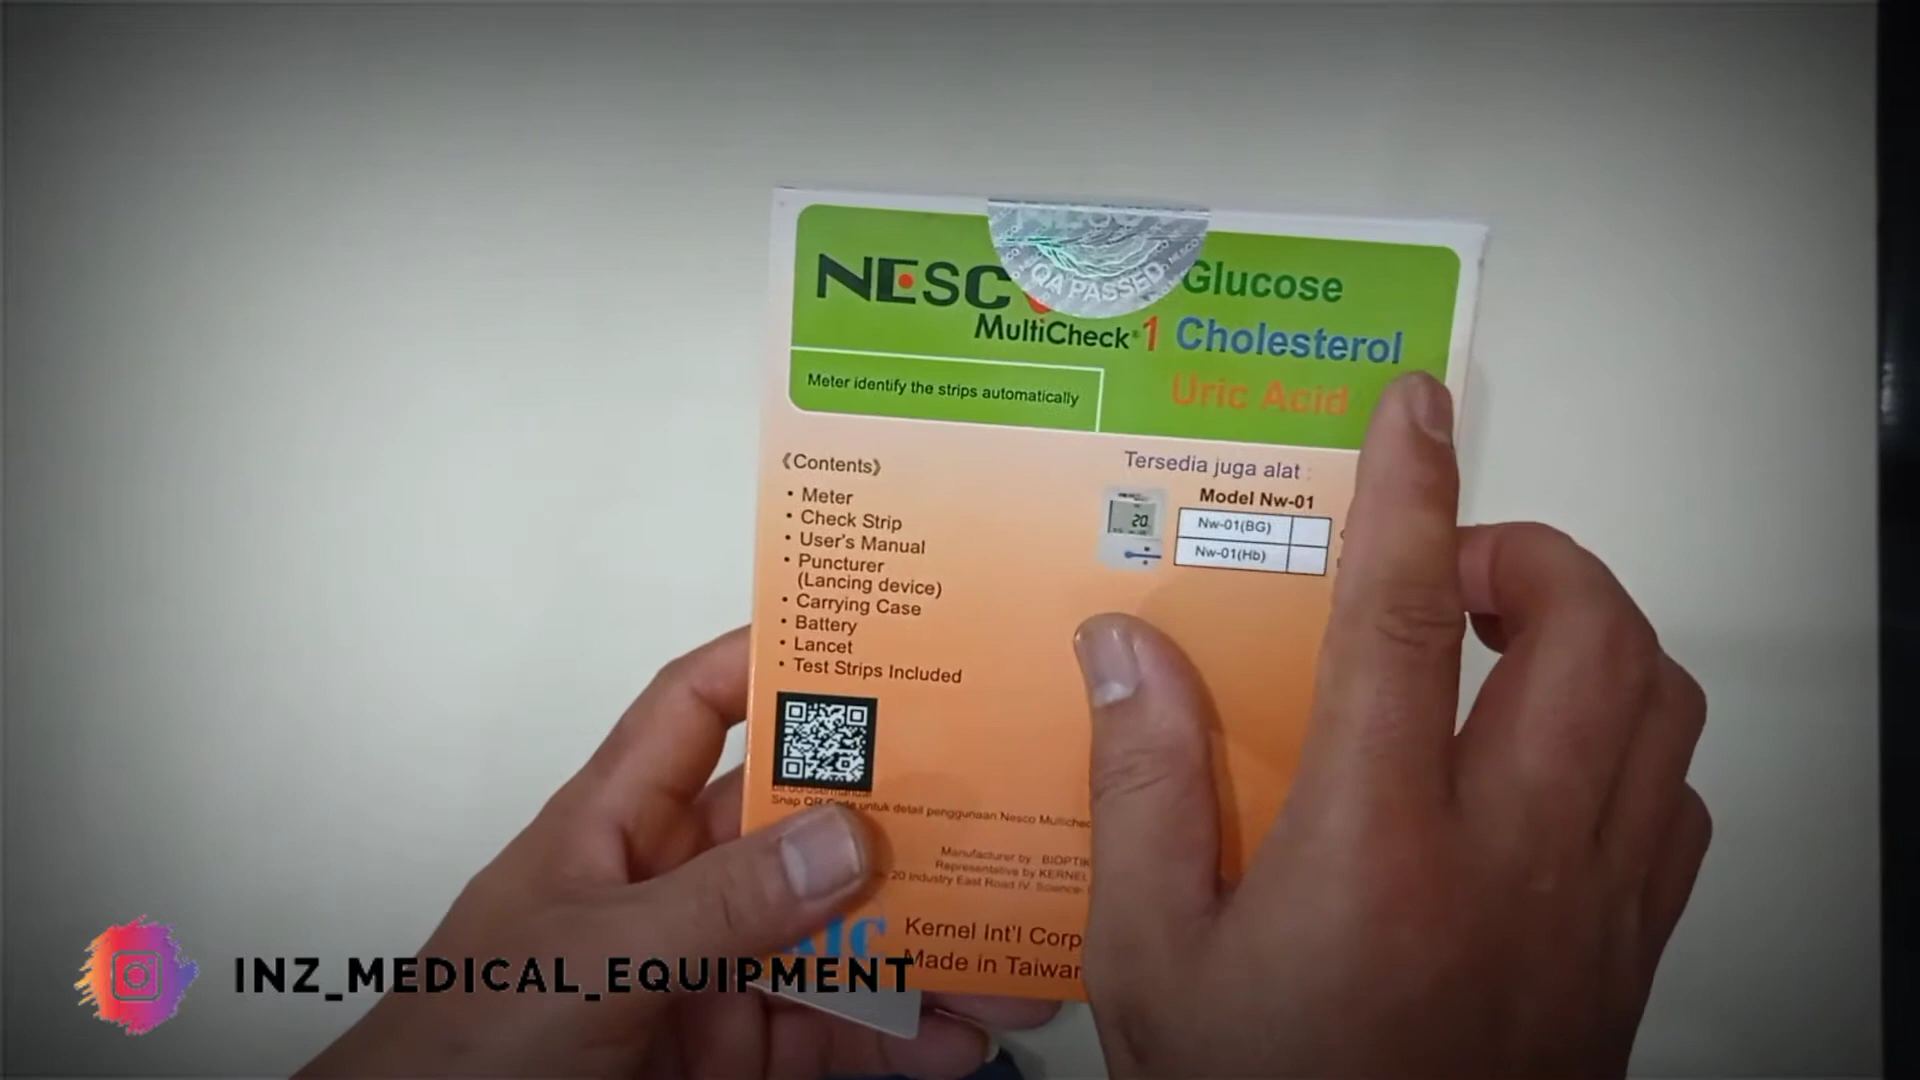 NESC
QA PASSED
MultiCheck® 1
Glucose
Cholesterol
Uric Acid
Meter identify the strips automatically
《Contents》
• Meter
• Check Strip
• User's Manual
• Puncturer
(Lancing device)
• Carrying Case
• Battery
• Lancet
• Test Strips Included
Tersedia juga alat :
20
Model Nw-01
Nw-01(BG)
Nw-01(Hb)
Snap QR Code untuk detail penggunaan Nesco Multichec
Manufacturer by BIOPTIK
Representative by KERNEL
20 Industry East Road IV. Science-
Kernel Int'l Corp
Made in Taiwan
INZ_MEDICAL_EQUIPMENT